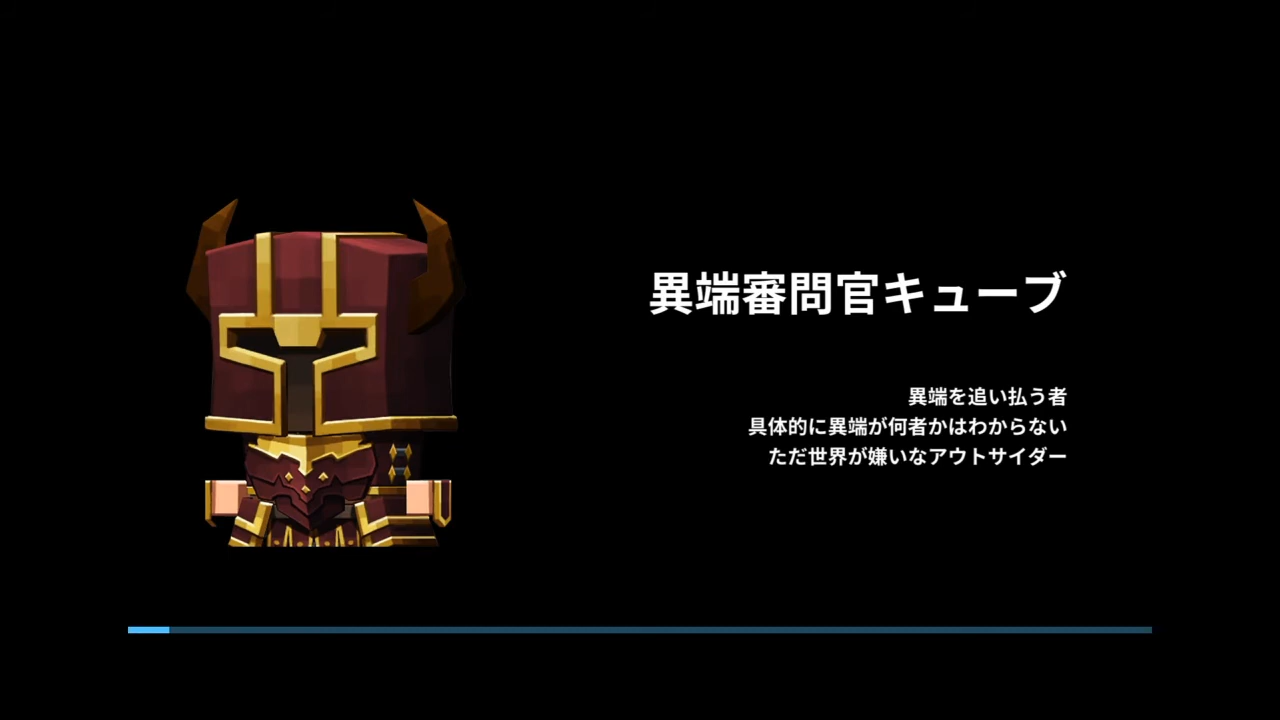 異端審問官キューブ
異端を追い払う者
具体的に異端が何者かはわからない
ただ世界が嫌いなアウトサイダー